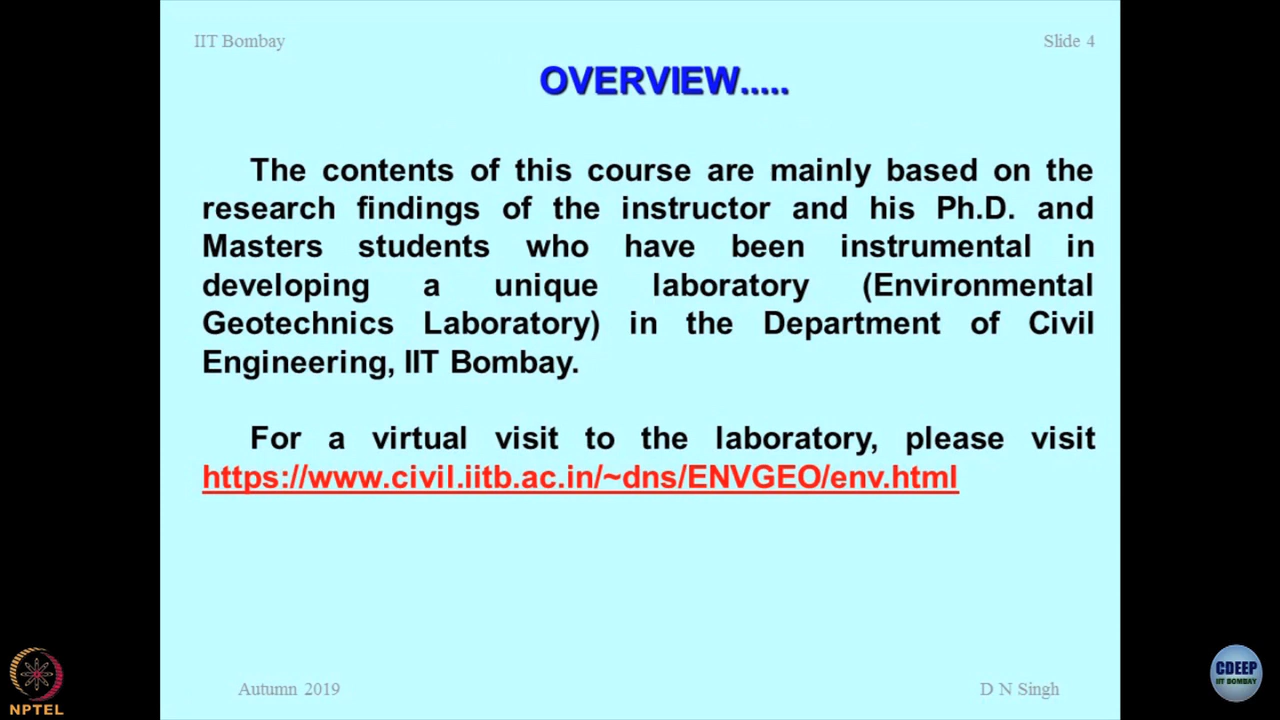 IIT Bombay
Slide 4
OVERVIEW.....
The contents of this course are mainly based on the
research findings of the instructor and his Ph.D. and
Masters students who have been instrumental in
developing a unique laboratory (Environmental
Geotechnics Laboratory) in the Department of Civil
Engineering, IIT Bombay.
For a virtual visit to the laboratory, please visit
https://www.civil.iitb.ac.in/~dns/ENVGEO/env.html
Autumn 2019
D N Singh
NPTEL
CDEEP
IIT BOMBAY